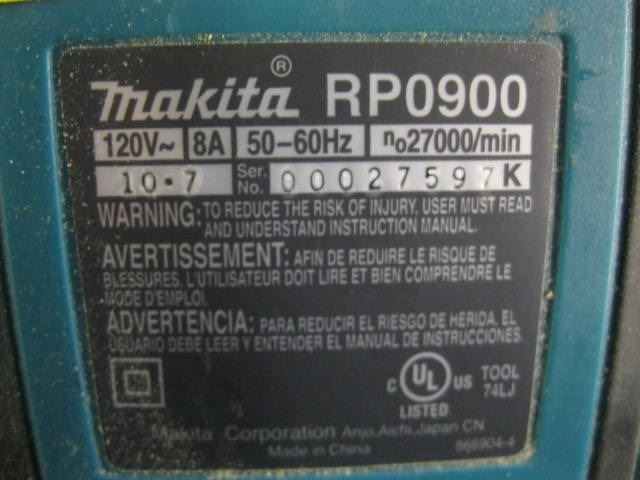 Makita® RP0900
120V~ 8A 50-60Hz n₀27000/min
10•7 Ser. No. 00027597K
WARNING: TO REDUCE THE RISK OF INJURY, USER MUST READ
AND UNDERSTAND INSTRUCTION MANUAL.
AVERTISSEMENT: AFIN DE REDUIRE LE RISQUE DE
BLESSURES, L'UTILISATEUR DOIT LIRE ET BIEN COMPRENDRE LE
MODE D'EMPLOI.
ADVERTENCIA: PARA REDUCIR EL RIESGO DE HERIDA, EL
USUARIO DEBE LEER Y ENTENDER EL MANUAL DE INSTRUCCIONES.
C UL US TOOL
74LJ
LISTED
Makita Corporation Anjo, Aichi, Japan CN
Made in China 866904-4